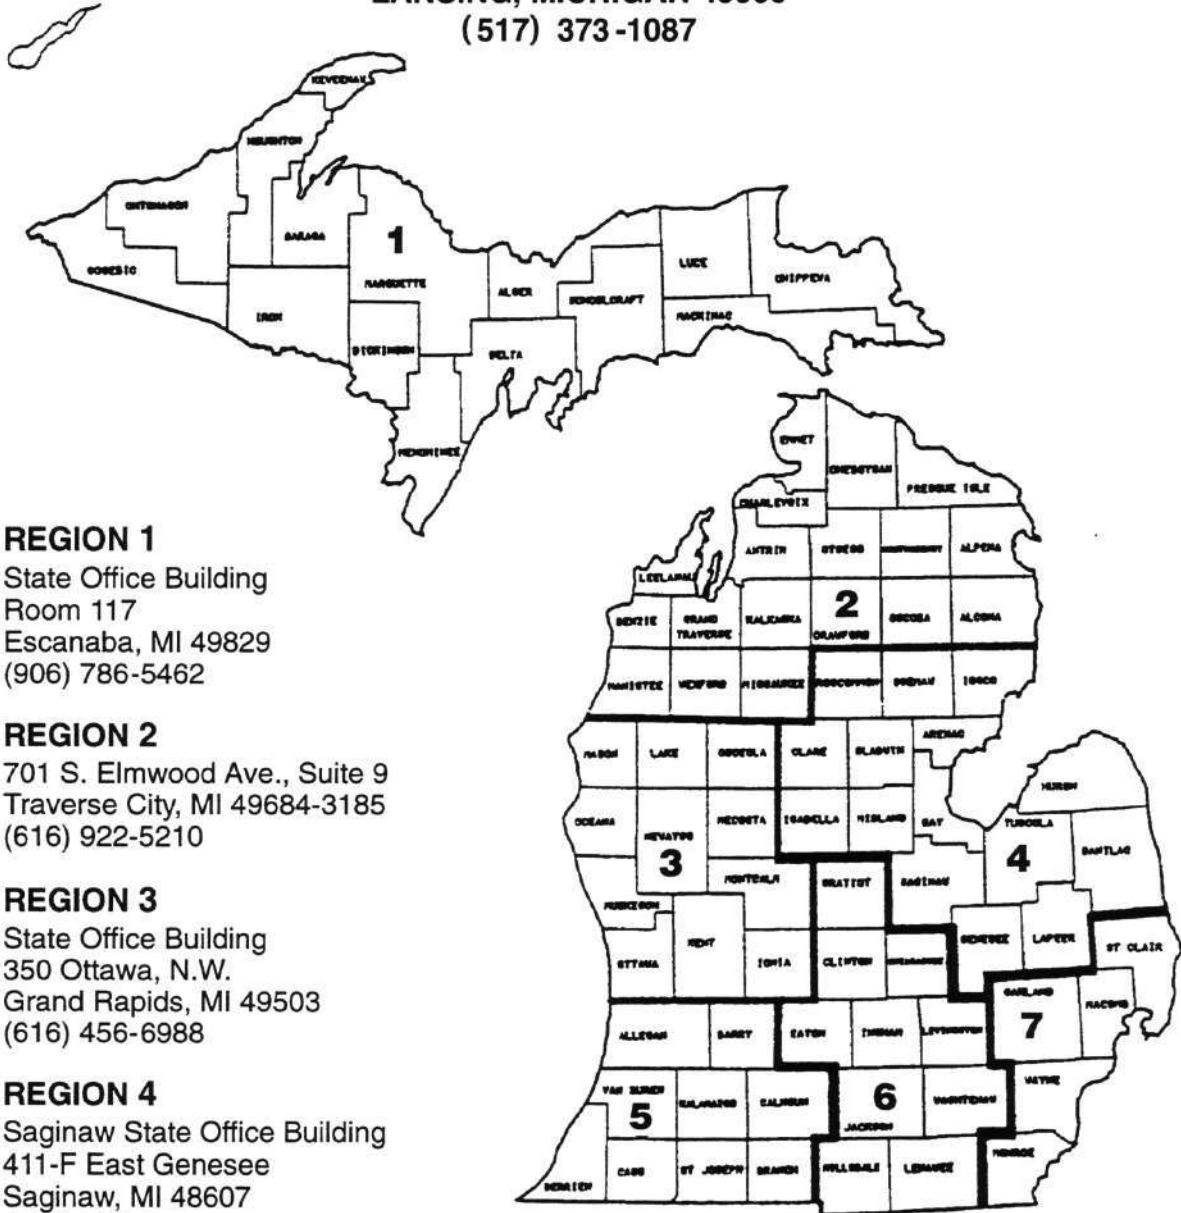 LANSING, MICHIGAN
(517) 373-1087
KEWEENAW
HOUGHTON
ONTONAGON
BARAGA
1
GOGEBIC
MARQUETTE
LUCE
CHIPPEWA
ALGER
SCHOOLCRAFT
IRON
MACKINAC
DICKINSON
DELTA
MENOMINEE
EMMET
CHEBOYGAN
PRESQUE ISLE
CHARLEVOIX
ANTRIM
OTSEGO
ALPENA
LEELANAU
BENZIE
GRAND
TRAVERSE
KALKASKA
2
CRAWFORD
OSCODA
ALCONA
MANISTEE
WEXFORD
MISSAUKEE
ROSCOMMON
OGEMAW
IOSCO
MASON
LAKE
OSCEOLA
CLARE
GLADWIN
ARENAC
HURON
OCEANA
NEWAYGO
MECOSTA
ISABELLA
MIDLAND
BAY
TUSCOLA
SANILAC
3
4
MONTCALM
GRATIOT
SAGINAW
MUSKEGON
KENT
OTTAWA
IONIA
CLINTON
GENESEE
LAPEER
ST CLAIR
OAKLAND
MACOMB
7
ALLEGAN
BARRY
EATON
INGHAM
LIVINGSTON
VAN BUREN
KALAMAZOO
CALHOUN
5
6
JACKSON
WASHTENAW
WAYNE
BERRIEN
CASS
ST JOSEPH
BRANCH
HILLSDALE
LENAWEE
MONROE
REGION 1
State Office Building
Room 117
Escanaba, MI 49829
(906) 786-5462
REGION 2
701 S. Elmwood Ave., Suite 9
Traverse City, MI 49684-3185
(616) 922-5210
REGION 3
State Office Building
350 Ottawa, N.W.
Grand Rapids, MI 49503
(616) 456-6988
REGION 4
Saginaw State Office Building
411-F East Genesee
Saginaw, MI 48607